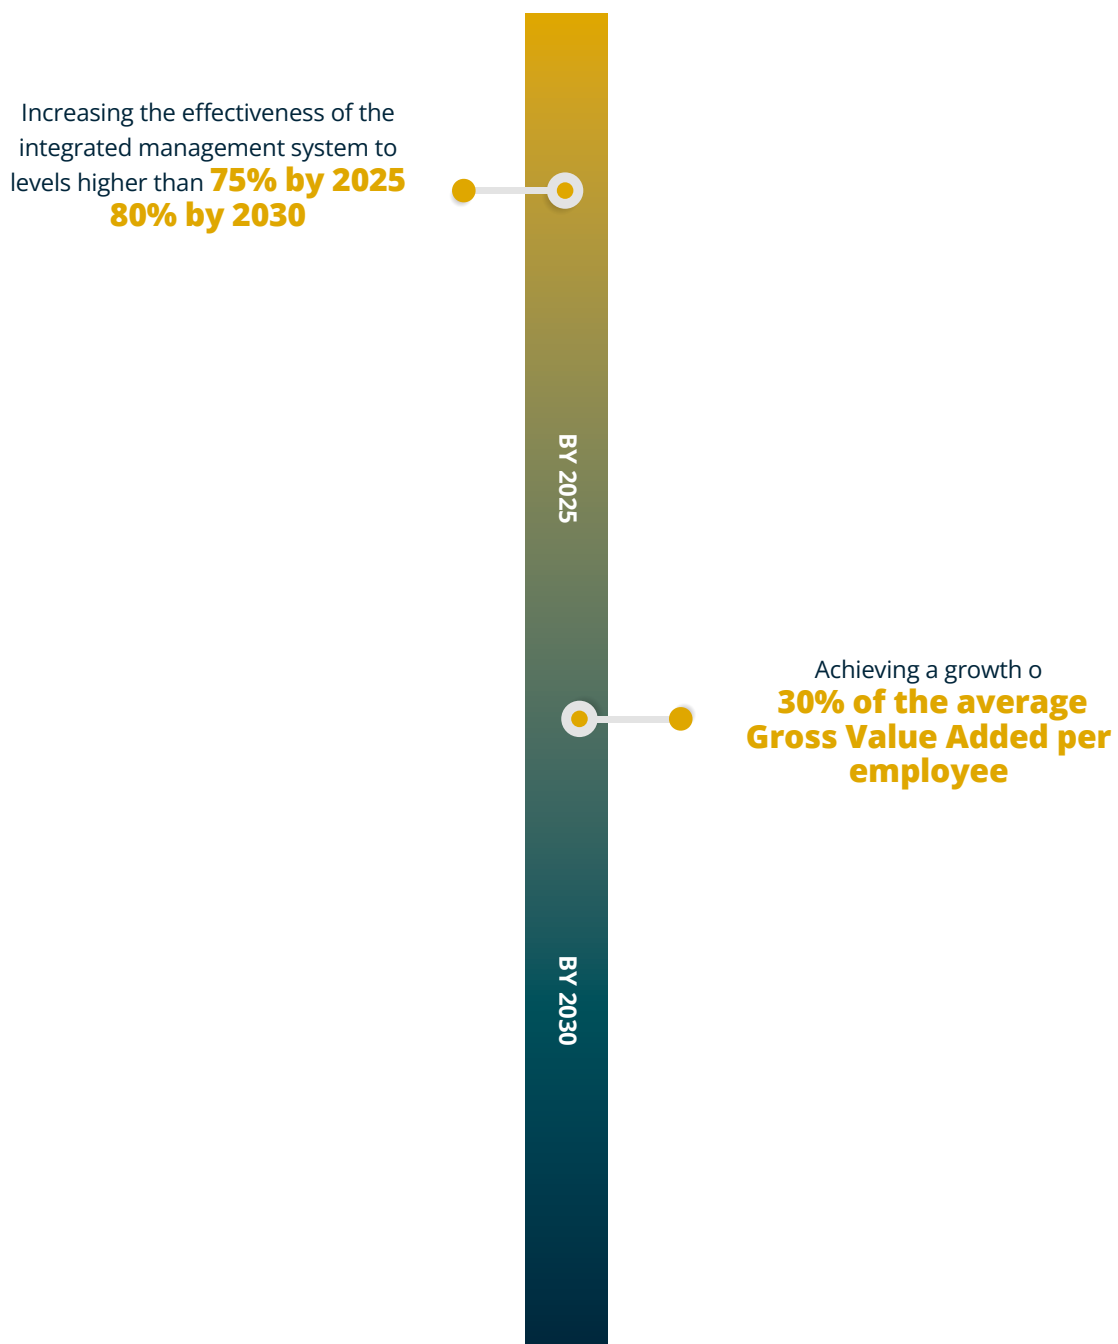 Increasing the effectiveness of the
integrated management system to
levels higher than 75% by 2025
80% by 2030
BY 2025
Achieving a growth o
30% of the average
Gross Value Added per
employee
BY 2030